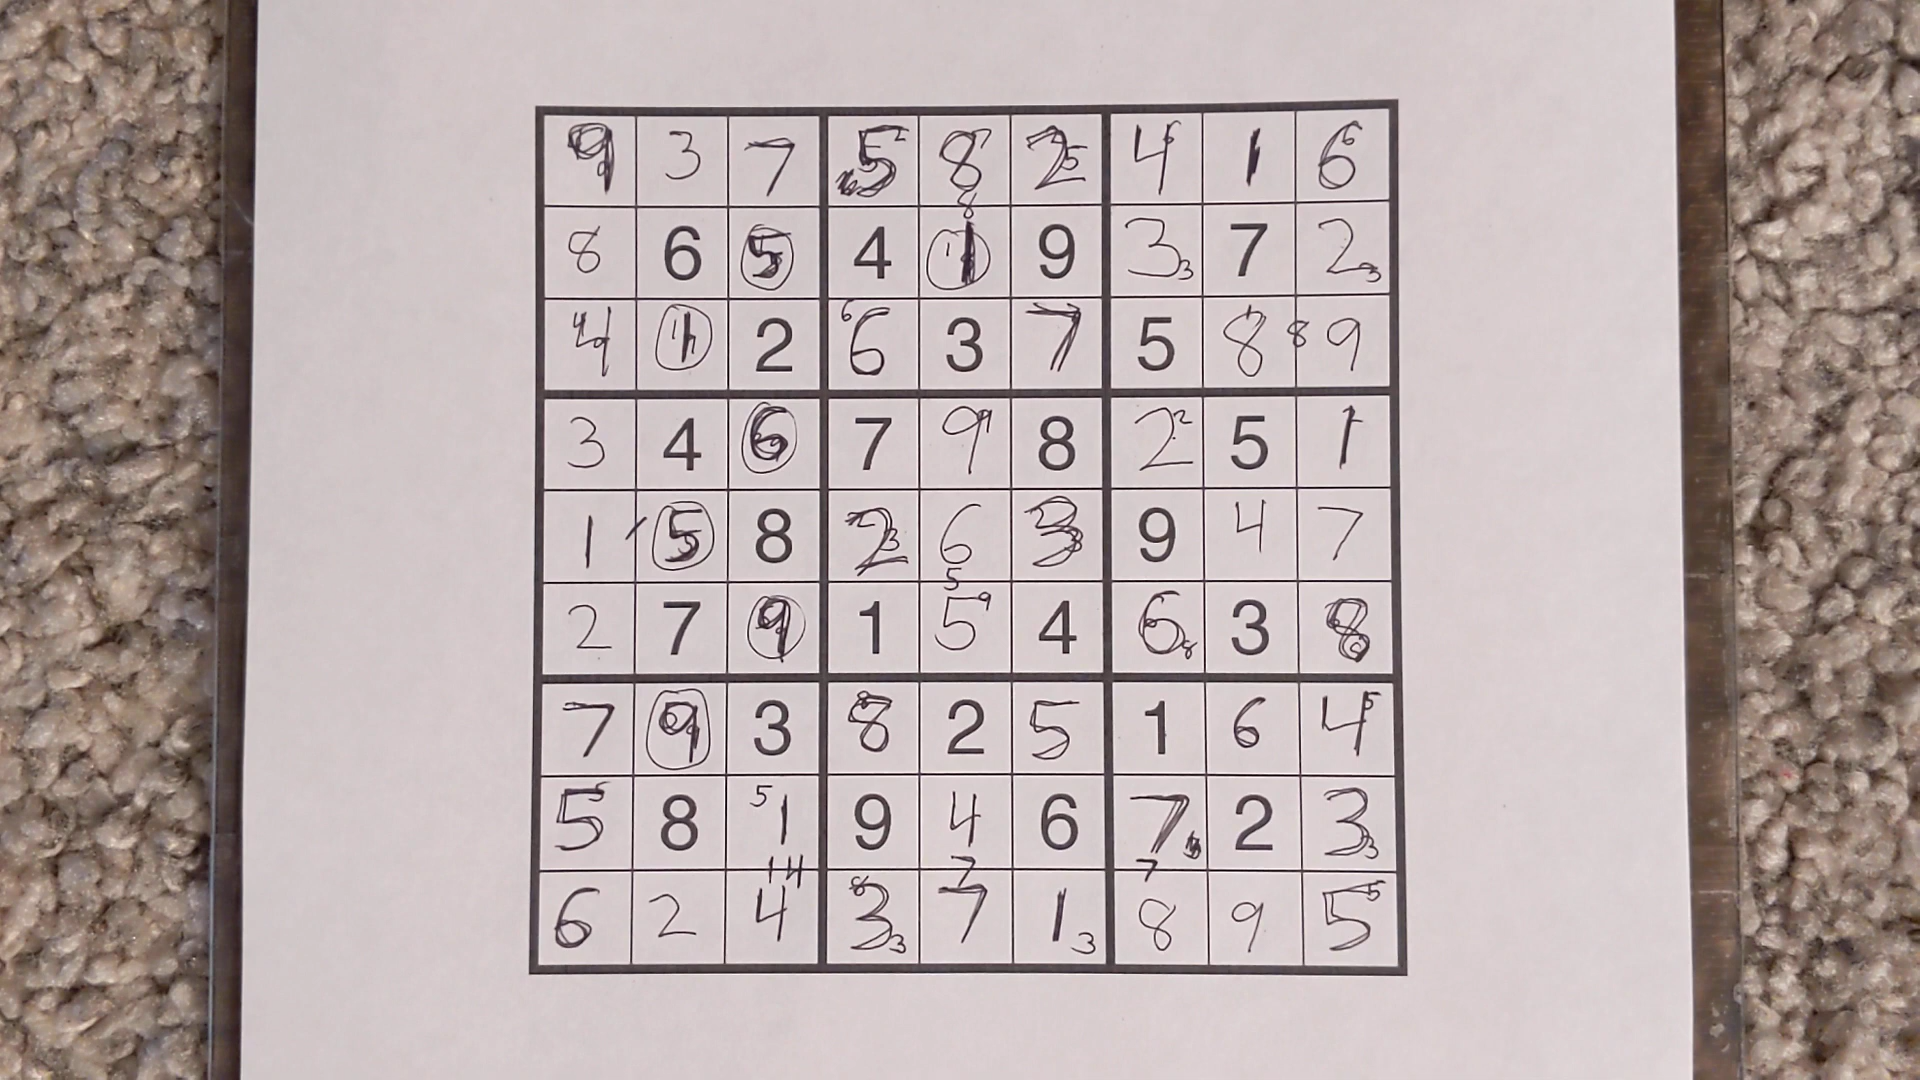 9 3 7 5 8 2 4 1 6
8 6 5 4 1 9 3 7 2
4 1 2 6 3 7 5 8 9
3 4 6 7 9 8 2 5 1
1 5 8 2 6 3 9 4 7
2 7 9 1 5 4 6 3 8
7 9 3 8 2 5 1 6 4
5 8 1 9 4 6 7 2 3
6 2 4 3 7 1 8 9 5